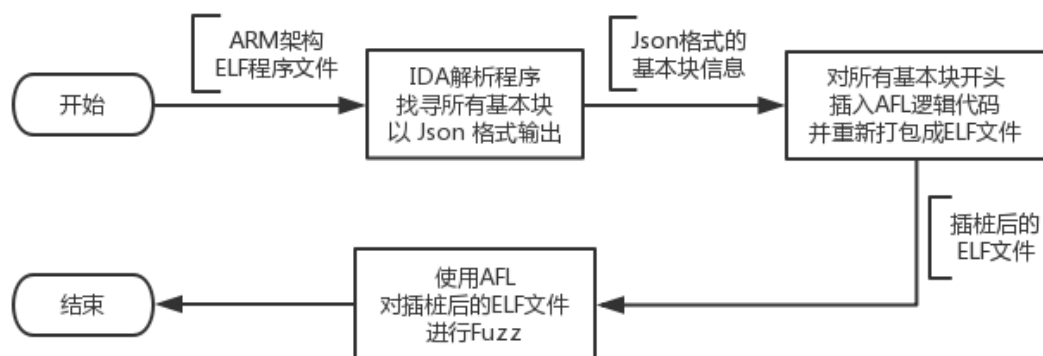 开始
ARM架构
ELF程序文件
IDA解析程序
找寻所有基本块
以 Json 格式输出
Json格式的
基本块信息
对所有基本块开头
插入AFL逻辑代码
并重新打包成ELF文件
插桩后的
ELF文件
使用AFL
对插桩后的ELF文件
进行Fuzz
结束